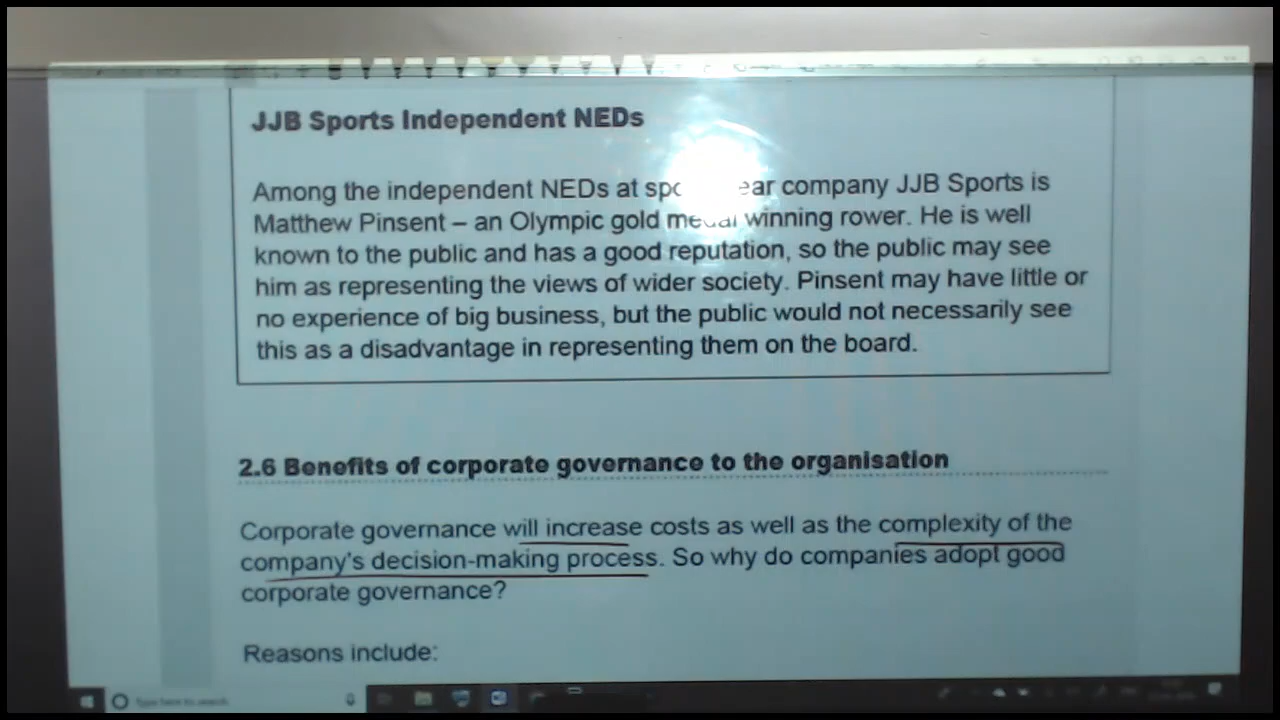 JJB Sports Independent NEDs
Among the independent NEDs at company JJB Sports is
Matthew Pinsent – an Olympic gold medal winning rower. He is well
known to the public and has a good reputation, so the public may see
him as representing the views of wider society. Pinsent may have little or
no experience of big business, but the public would not necessarily see
this as a disadvantage in representing them on the board.
2.6 Benefits of corporate governance to the organisation
Corporate governance will increase costs as well as the complexity of the
company's decision-making process. So why do companies adopt good
corporate governance?
Reasons include:
Type here to search